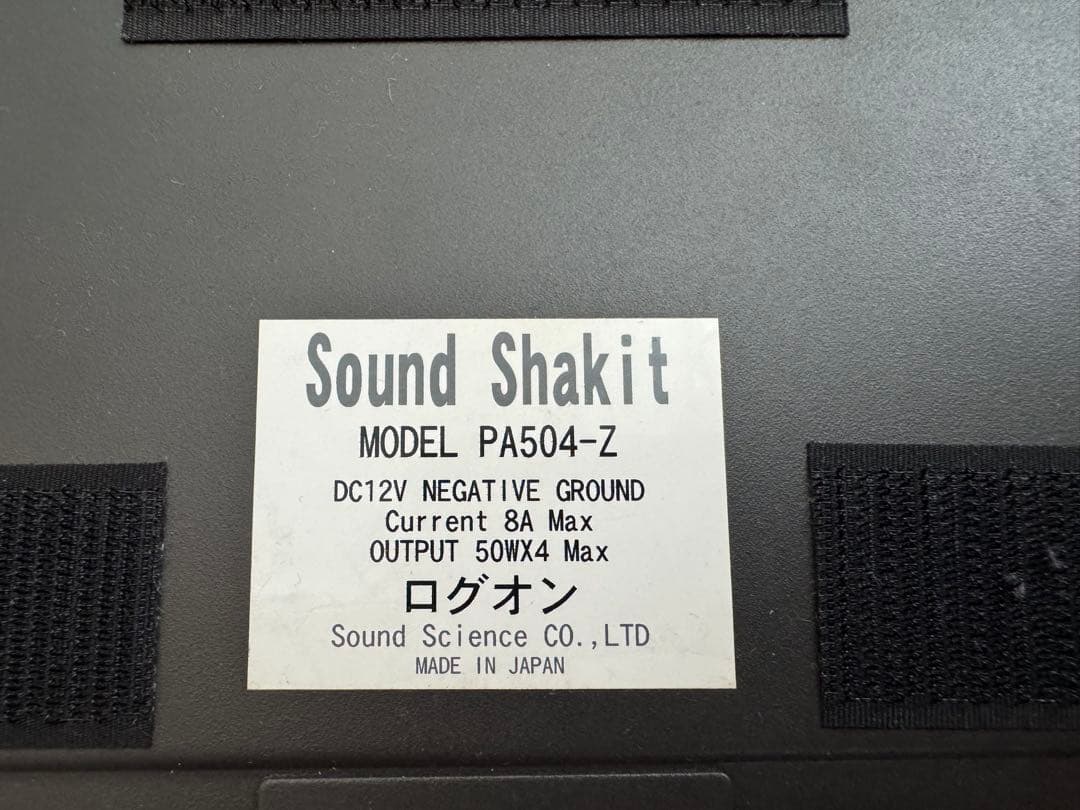 Sound Shakit
MODEL PA504-Z
DC12V NEGATIVE GROUND
Current 8A Max
OUTPUT 50WX4 Max
ログオン
Sound Science CO.,LTD
MADE IN JAPAN